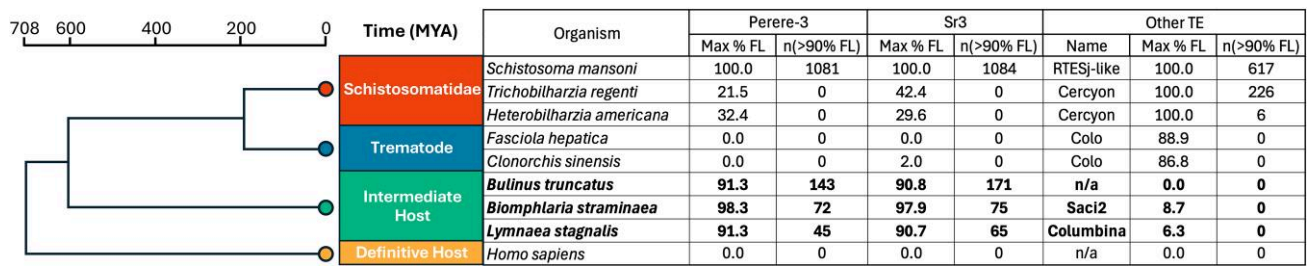 708 600 400 200 0
Time (MYA)
Organism Perere-3 Sr3 Other TE
Max % FL n(>90% FL) Max % FL n(>90% FL) Name Max % FL n(>90% FL)
Schistosomatidae
Schistosoma mansoni 100.0 1081 100.0 1084 RTESj-like 100.0 617
Trichobilharzia regenti 21.5 0 42.4 0 Cercyon 100.0 226
Heterobilharzia americana 32.4 0 29.6 0 Cercyon 100.0 6
Trematode
Fasciola hepatica 0.0 0 0.0 0 Colo 88.9 0
Clonorchis sinensis 0.0 0 2.0 0 Colo 86.8 0
Intermediate
Host
Bulinus truncatus 91.3 143 90.8 171 n/a 0.0 0
Biomphlaria straminaea 98.3 72 97.9 75 Saci2 8.7 0
Lymnaea stagnalis 91.3 45 90.7 65 Columbina 6.3 0
Definitive Host
Homo sapiens 0.0 0 0.0 0 n/a 0.0 0